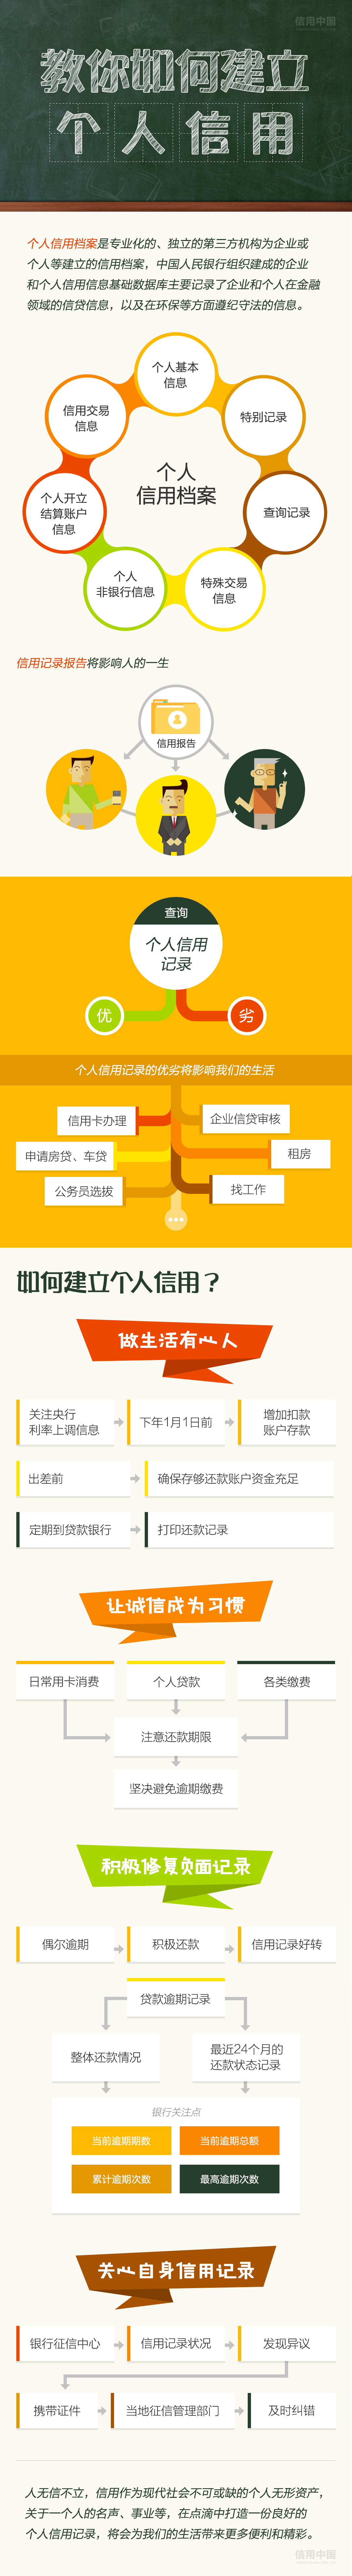 信用中国
教你如何建立
个人信用
个人信用档案是专业化的、独立的第三方机构为企业或
个人等建立的信用档案，中国人民银行组织建成的企业
和个人信用信息基础数据库主要记录了企业和个人在金融
领域的信贷信息，以及在环保等方面遵纪守法的信息。
个人基本
信息
信用交易
信息
特别记录
个人
信用档案
个人开立
结算账户
信息
查询记录
个人
非银行信息
特殊交易
信息
信用记录报告将影响人的一生
信用报告
查询
个人信用
记录
优
劣
个人信用记录的优劣将影响我们的生活
信用卡办理
企业信贷审核
申请房贷、车贷
租房
公务员选拔
找工作
如何建立个人信用？
做生活有心人
关注央行
利率上调信息
下年1月1日前
增加扣款
账户存款
出差前
确保存够还款账户资金充足
定期到贷款银行
打印还款记录
让诚信成为习惯
日常用卡消费
个人贷款
各类缴费
注意还款期限
坚决避免逾期缴费
积极修复负面记录
偶尔逾期
积极还款
信用记录好转
贷款逾期记录
整体还款情况
最近24个月的
还款状态记录
银行关注点
当前逾期期数
当前逾期总额
累计逾期次数
最高逾期次数
关心自身信用记录
银行征信中心
信用记录状况
发现异议
携带证件
当地征信管理部门
及时纠错
人无信不立，信用作为现代社会不可或缺的个人无形资产，
关于一个人的名声、事业等，在点滴中打造一份良好的
个人信用记录，将会为我们的生活带来更多便利和精彩。
信用中国